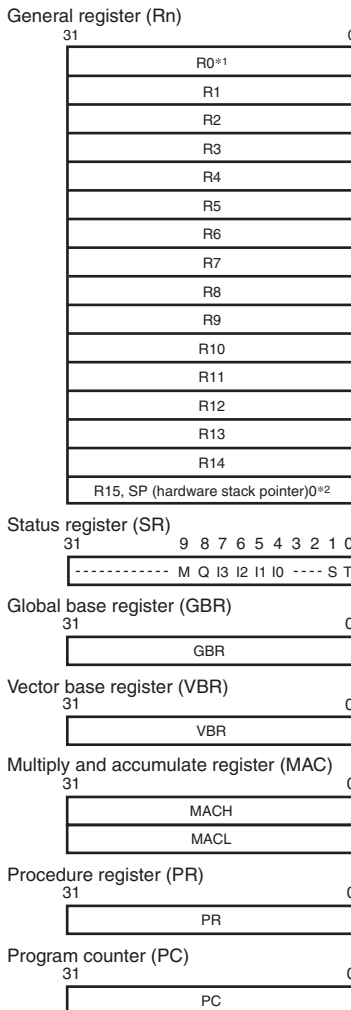 General register (Rn)
31 0
R0*1
R1
R2
R3
R4
R5
R6
R7
R8
R9
R10
R11
R12
R13
R14
R15, SP (hardware stack pointer)0*2
Status register (SR)
31 9 8 7 6 5 4 3 2 1 0
------------ M Q I3 I2 I1 I0 ---- S T
Global base register (GBR)
31 0
GBR
Vector base register (VBR)
31 0
VBR
Multiply and accumulate register (MAC)
31 0
MACH
MACL
Procedure register (PR)
31 0
PR
Program counter (PC)
31 0
PC